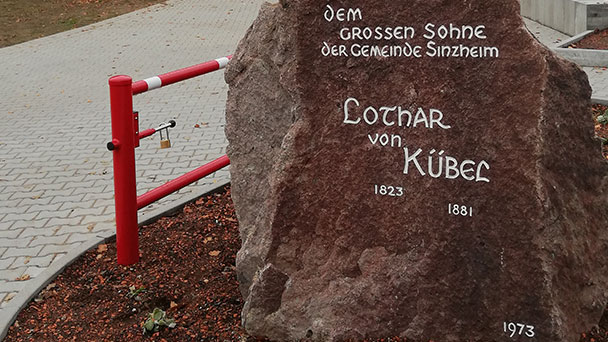 dem
grossen Sohne
der Gemeinde Sinzheim
Lothar
von
Kübel
1823
1881
1973